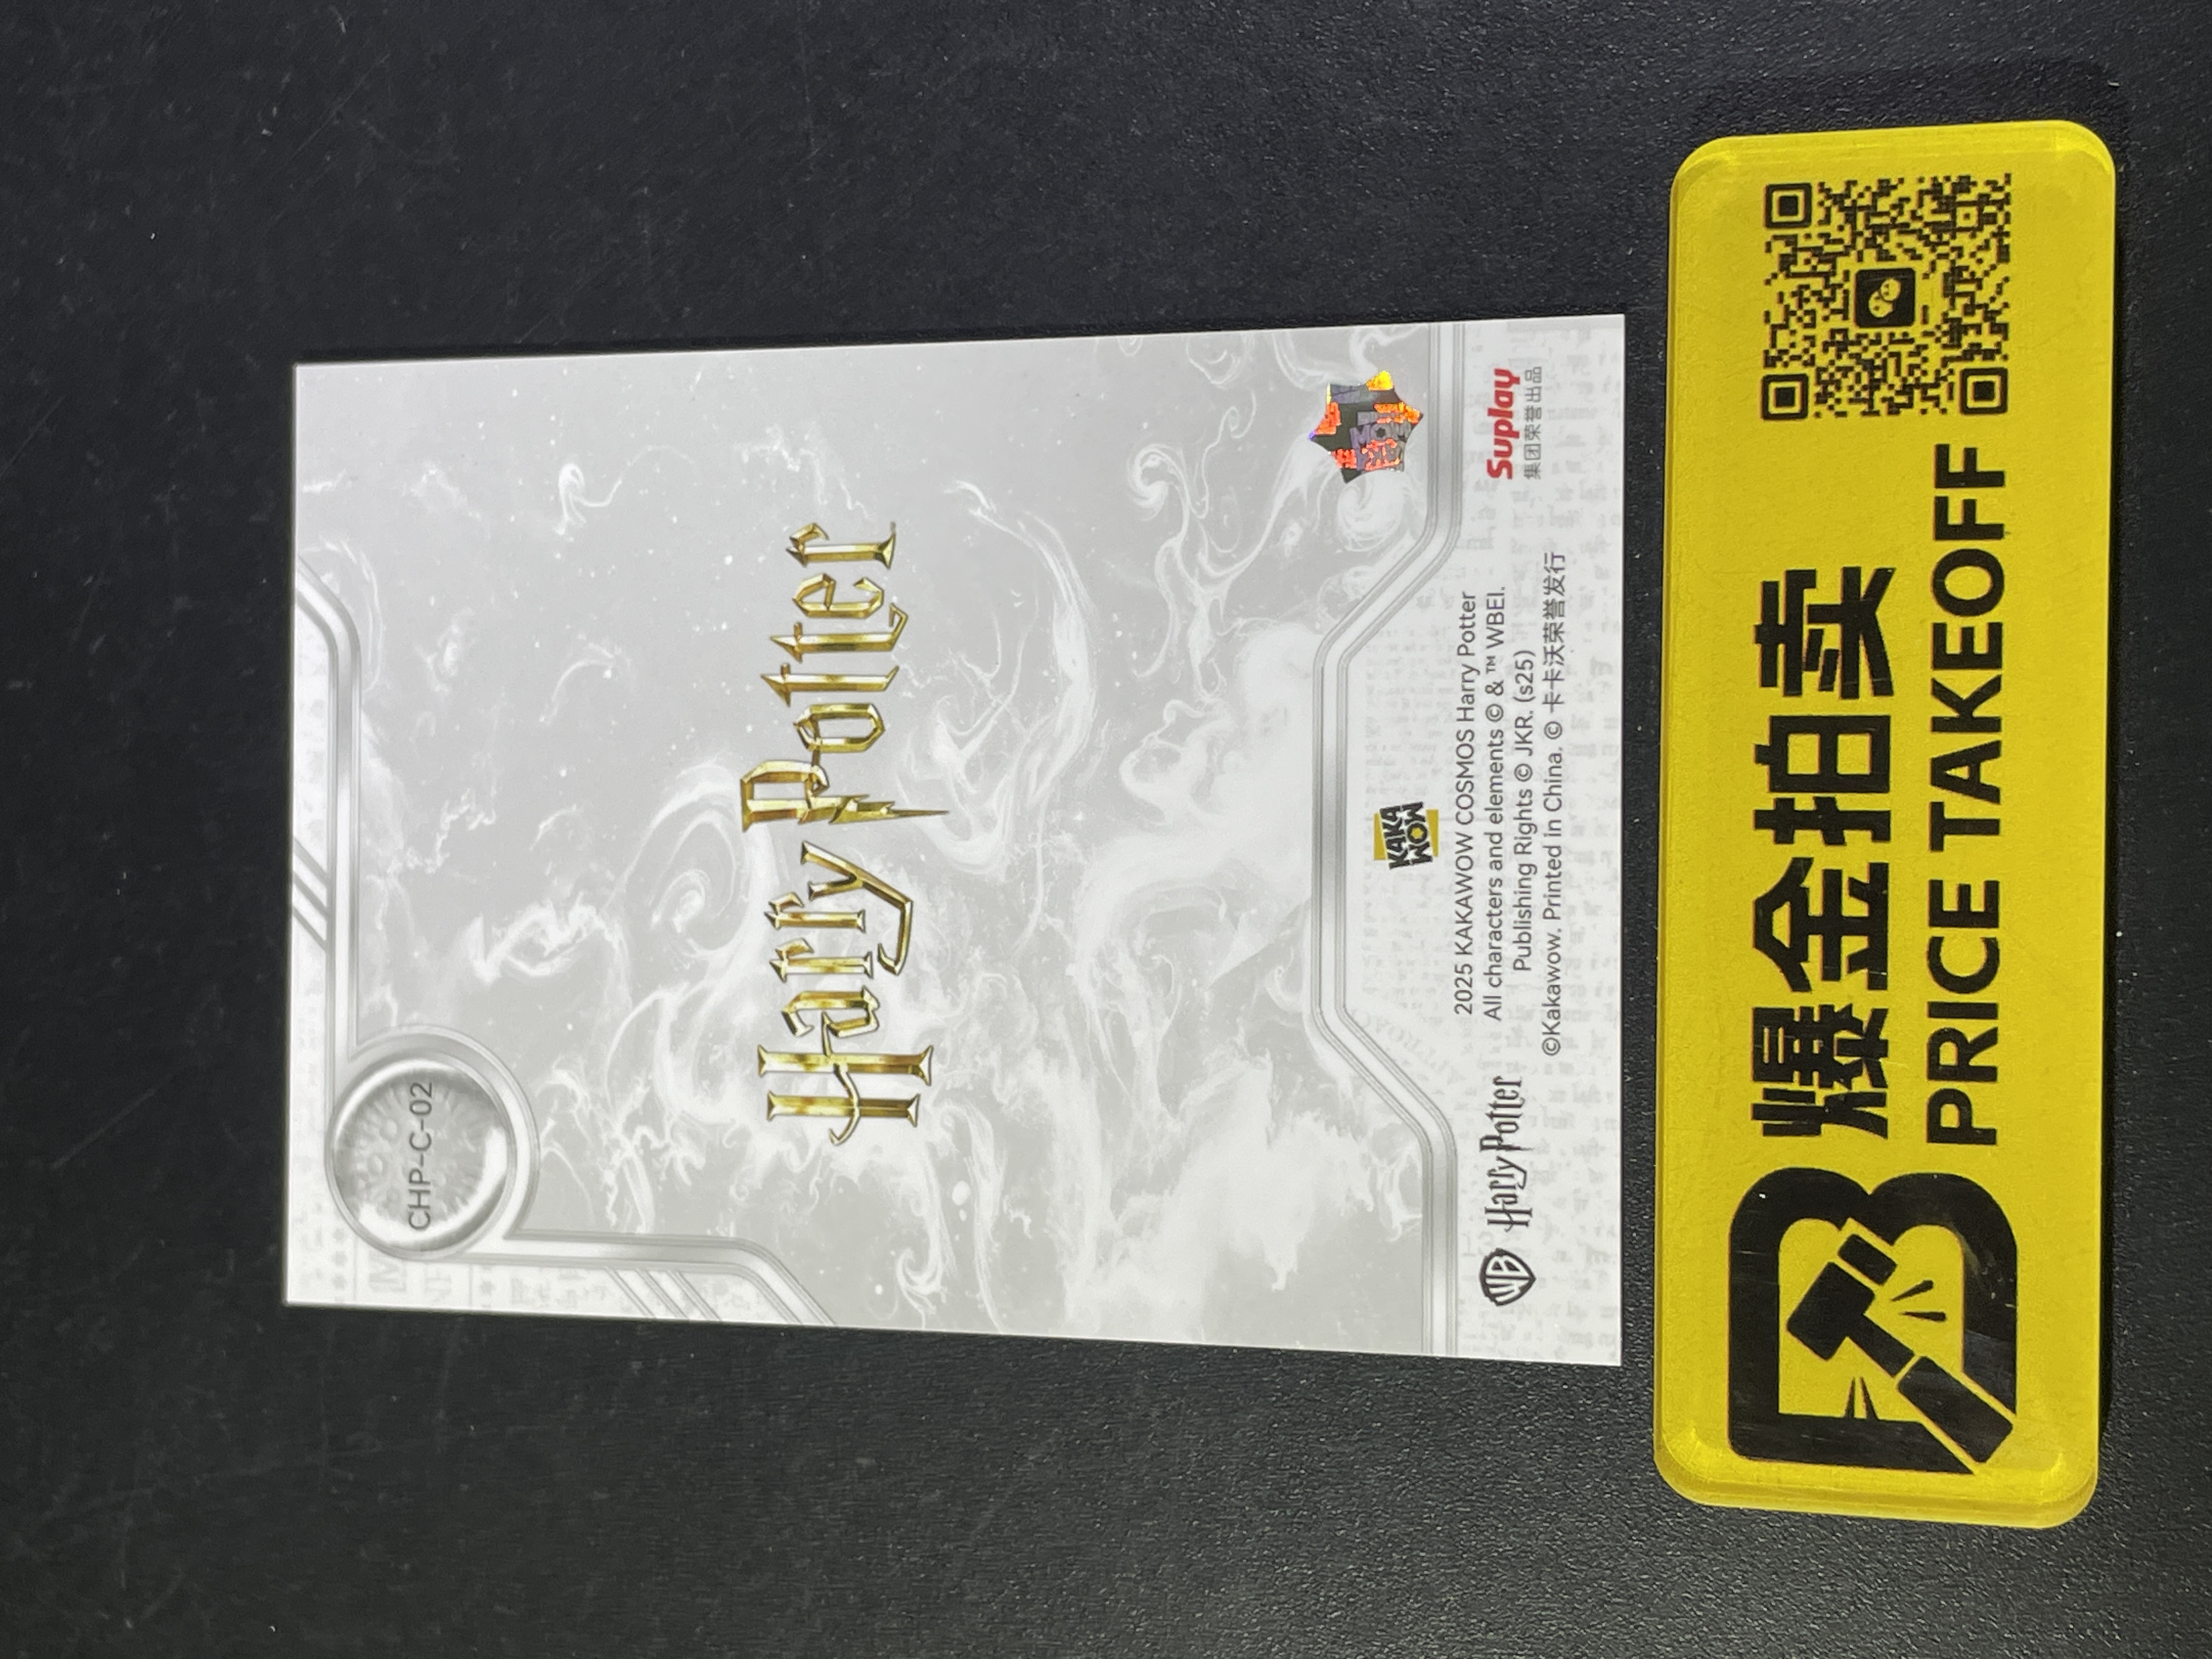 CHP-C-02
Harry Potter
KAKA
WOW
2025 KAKAWOW COSMOS Harry Potter
All characters and elements © & ™ WBEI.
Publishing Rights © JKR. (s25)
©Kakawow. Printed in China. © 卡卡沃荣誉发行
WB
Harry Potter
Suplay
集团荣誉出品
爆金拍卖
PRICE TAKEOFF